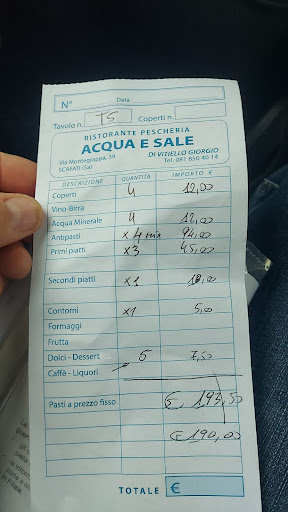 N° Data
Tavolo n. T5 Coperti n.
RISTORANTE PESCHERIA
ACQUA E SALE
DI VITIELLO GIORGIO
Via Montegrappa, 39 Tel. 081 850 40 14
SCAFATI (Sa)
DESCRIZIONE QUANTITÀ IMPORTO €
Coperti 4 12,00
Vino-Birra
Acqua Minerale 4 12,00
Antipasti x 4 mix 94,00
Primi piatti x3 45,00
Secondi piatti x1 18,00
Contorni x1 5,00
Formaggi
Frutta
Dolci - Dessert 5 7,50
Caffè - Liquori
Pasti a prezzo fisso € 193,50
€ 190,00
TOTALE €